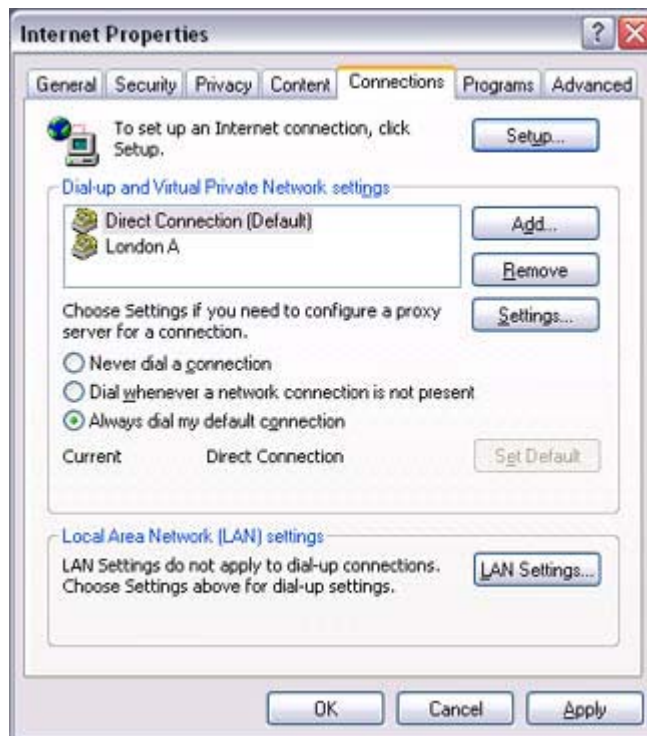 Internet Properties
General Security Privacy Content Connections Programs Advanced
To set up an Internet connection, click
Setup.
Setup...
Dial-up and Virtual Private Network settings
Direct Connection (Default)
London A
Add...
Remove
Choose Settings if you need to configure a proxy
server for a connection.
Settings...
Never dial a connection
Dial whenever a network connection is not present
Always dial my default connection
Current Direct Connection Set Default
Local Area Network (LAN) settings
LAN Settings do not apply to dial-up connections.
Choose Settings above for dial-up settings.
LAN Settings...
OK Cancel Apply